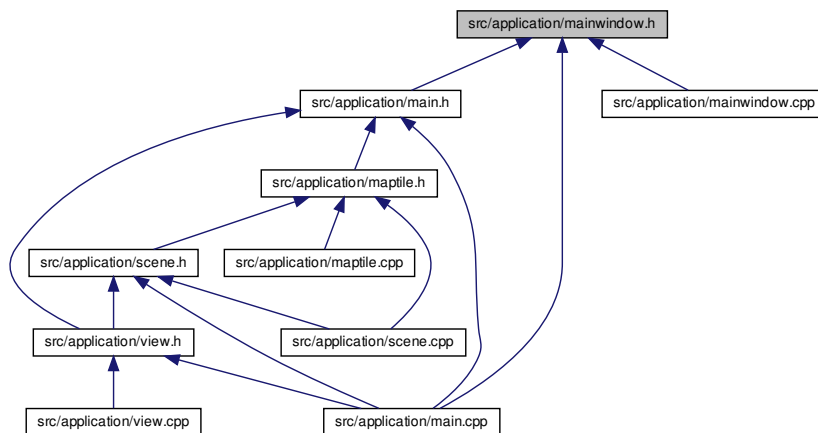 src/application/mainwindow.h
src/application/main.h
src/application/mainwindow.cpp
src/application/maptile.h
src/application/scene.h
src/application/maptile.cpp
src/application/view.h
src/application/scene.cpp
src/application/view.cpp
src/application/main.cpp